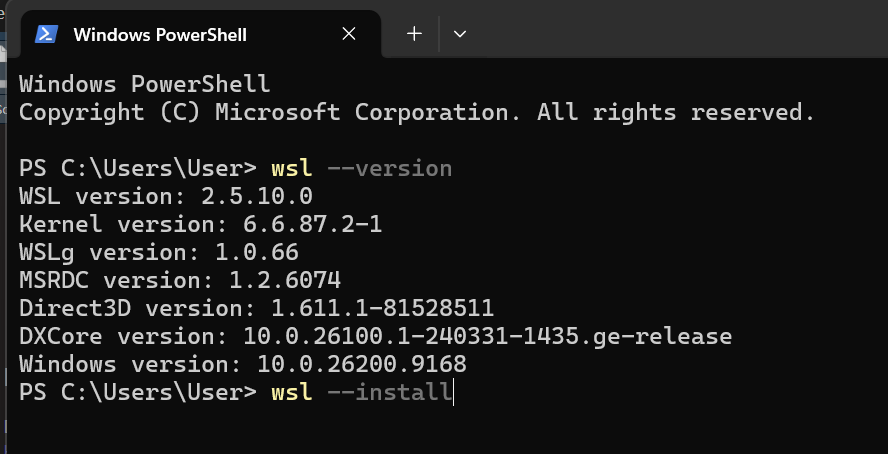 Windows PowerShell
Windows PowerShell
Copyright (C) Microsoft Corporation. All rights reserved.
PS C:\Users\User> wsl --version
WSL version: 2.5.10.0
Kernel version: 6.6.87.2-1
WSLg version: 1.0.66
MSRDC version: 1.2.6074
Direct3D version: 1.611.1-81528511
DXCore version: 10.0.26100.1-240331-1435.ge-release
Windows version: 10.0.26200.9168
PS C:\Users\User> wsl --install